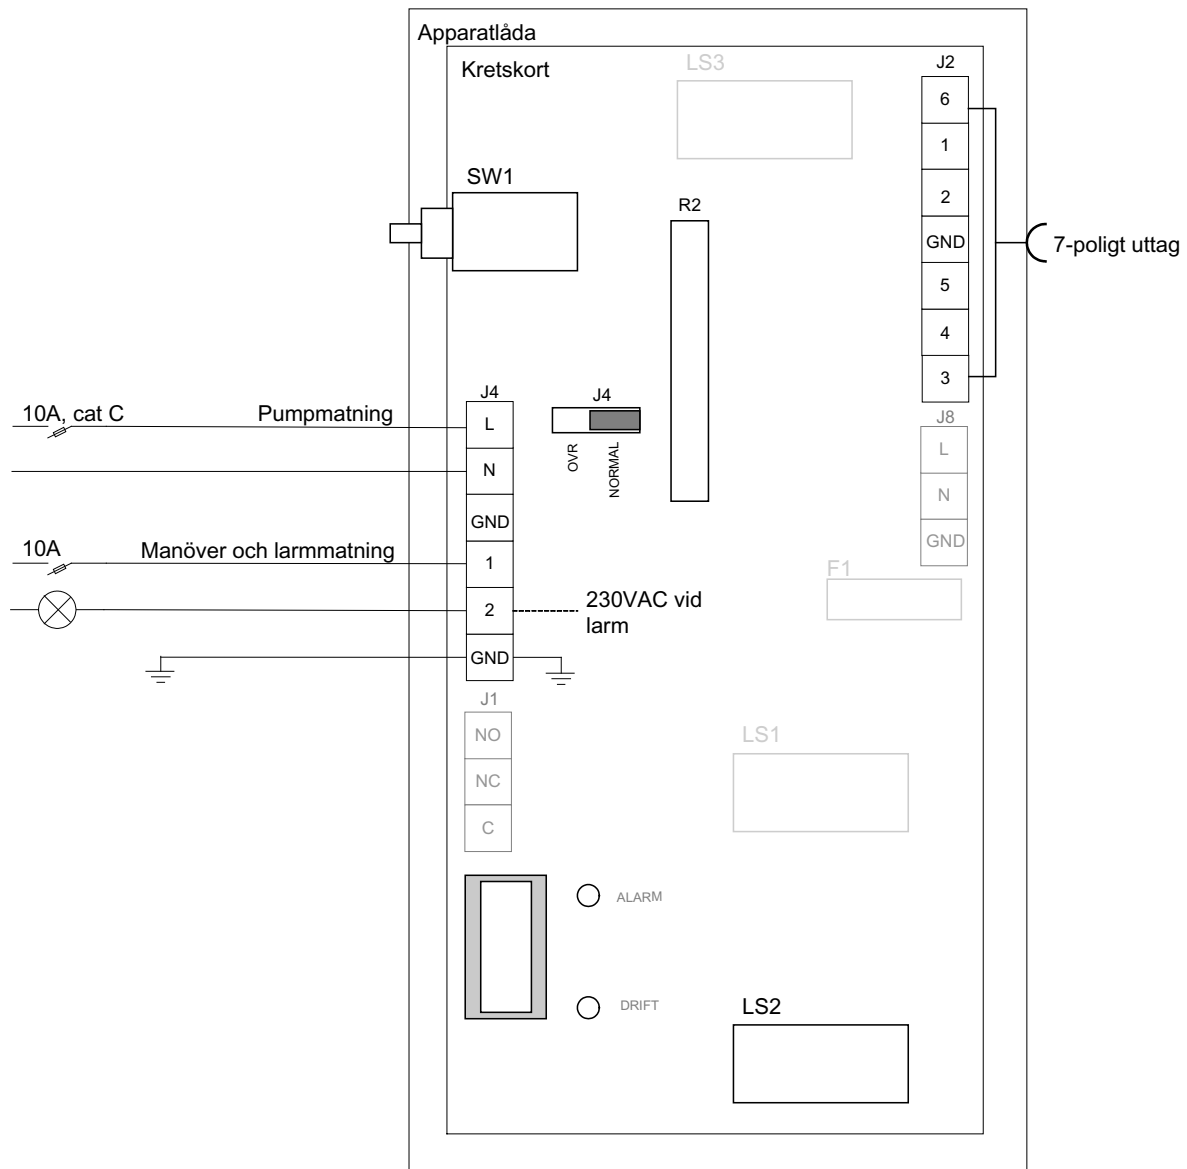 Apparatlåda
Kretskort
LS3
J2
6
1
2
GND
5
4
3
7-poligt uttag
SW1
R2
J4
L
N
GND
1
2
GND
J4
OVR
NORMAL
10A, cat C
Pumpmatning
10A
Manöver och larmmatning
230VAC vid
larm
J8
L
N
GND
F1
J1
NO
NC
C
LS1
ALARM
DRIFT
LS2